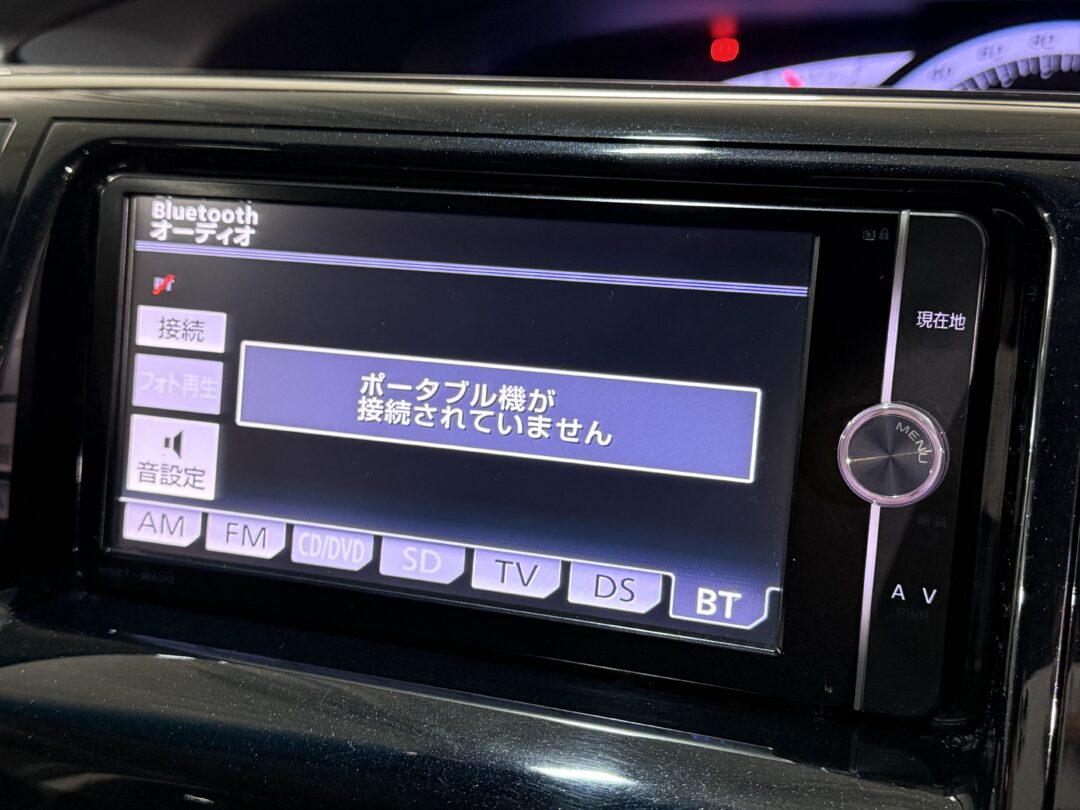 Bluetooth
オーディオ
BT
接続
フォト再生
ポータブル機が
接続されていません
音設定
AM
FM
CD/DVD
SD
TV
DS
BT
現在地
MENU
A V
PWR